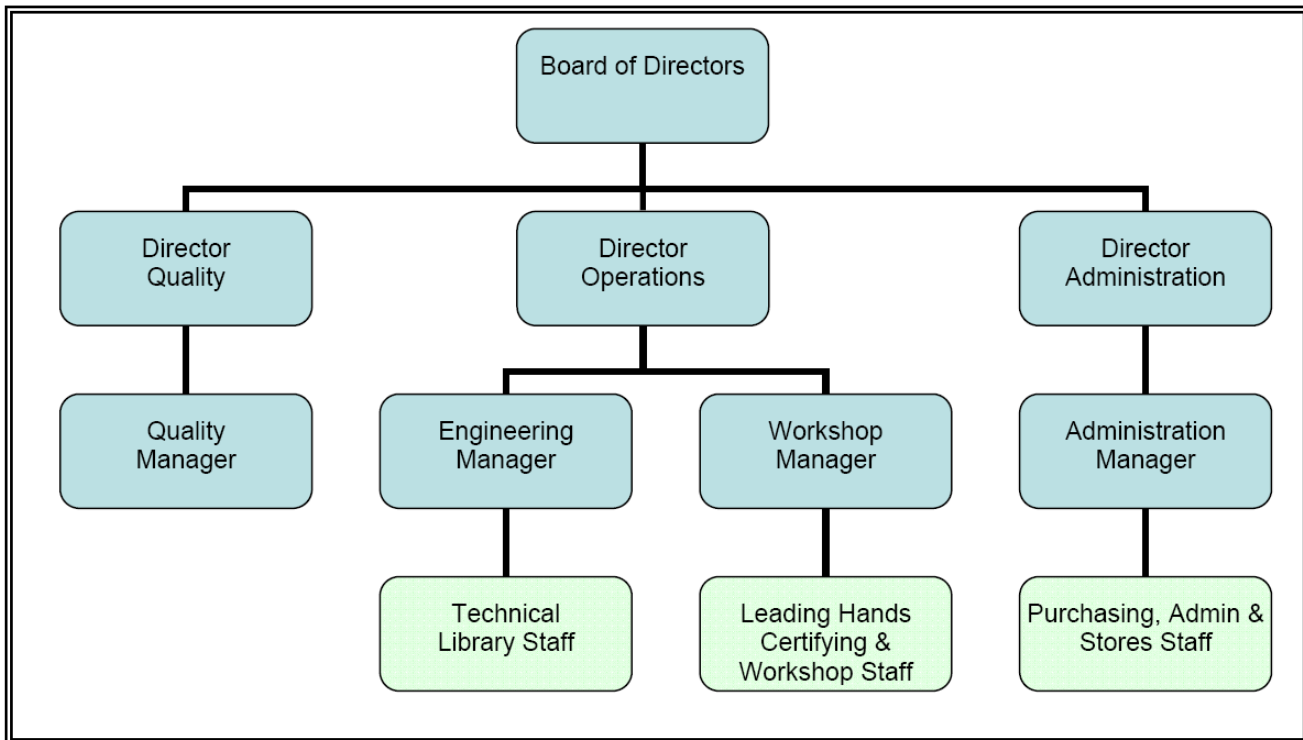 Board of Directors
Director
Quality
Director
Operations
Director
Administration
Quality
Manager
Engineering
Manager
Workshop
Manager
Administration
Manager
Technical
Library Staff
Leading Hands
Certifying &
Workshop Staff
Purchasing, Admin &
Stores Staff